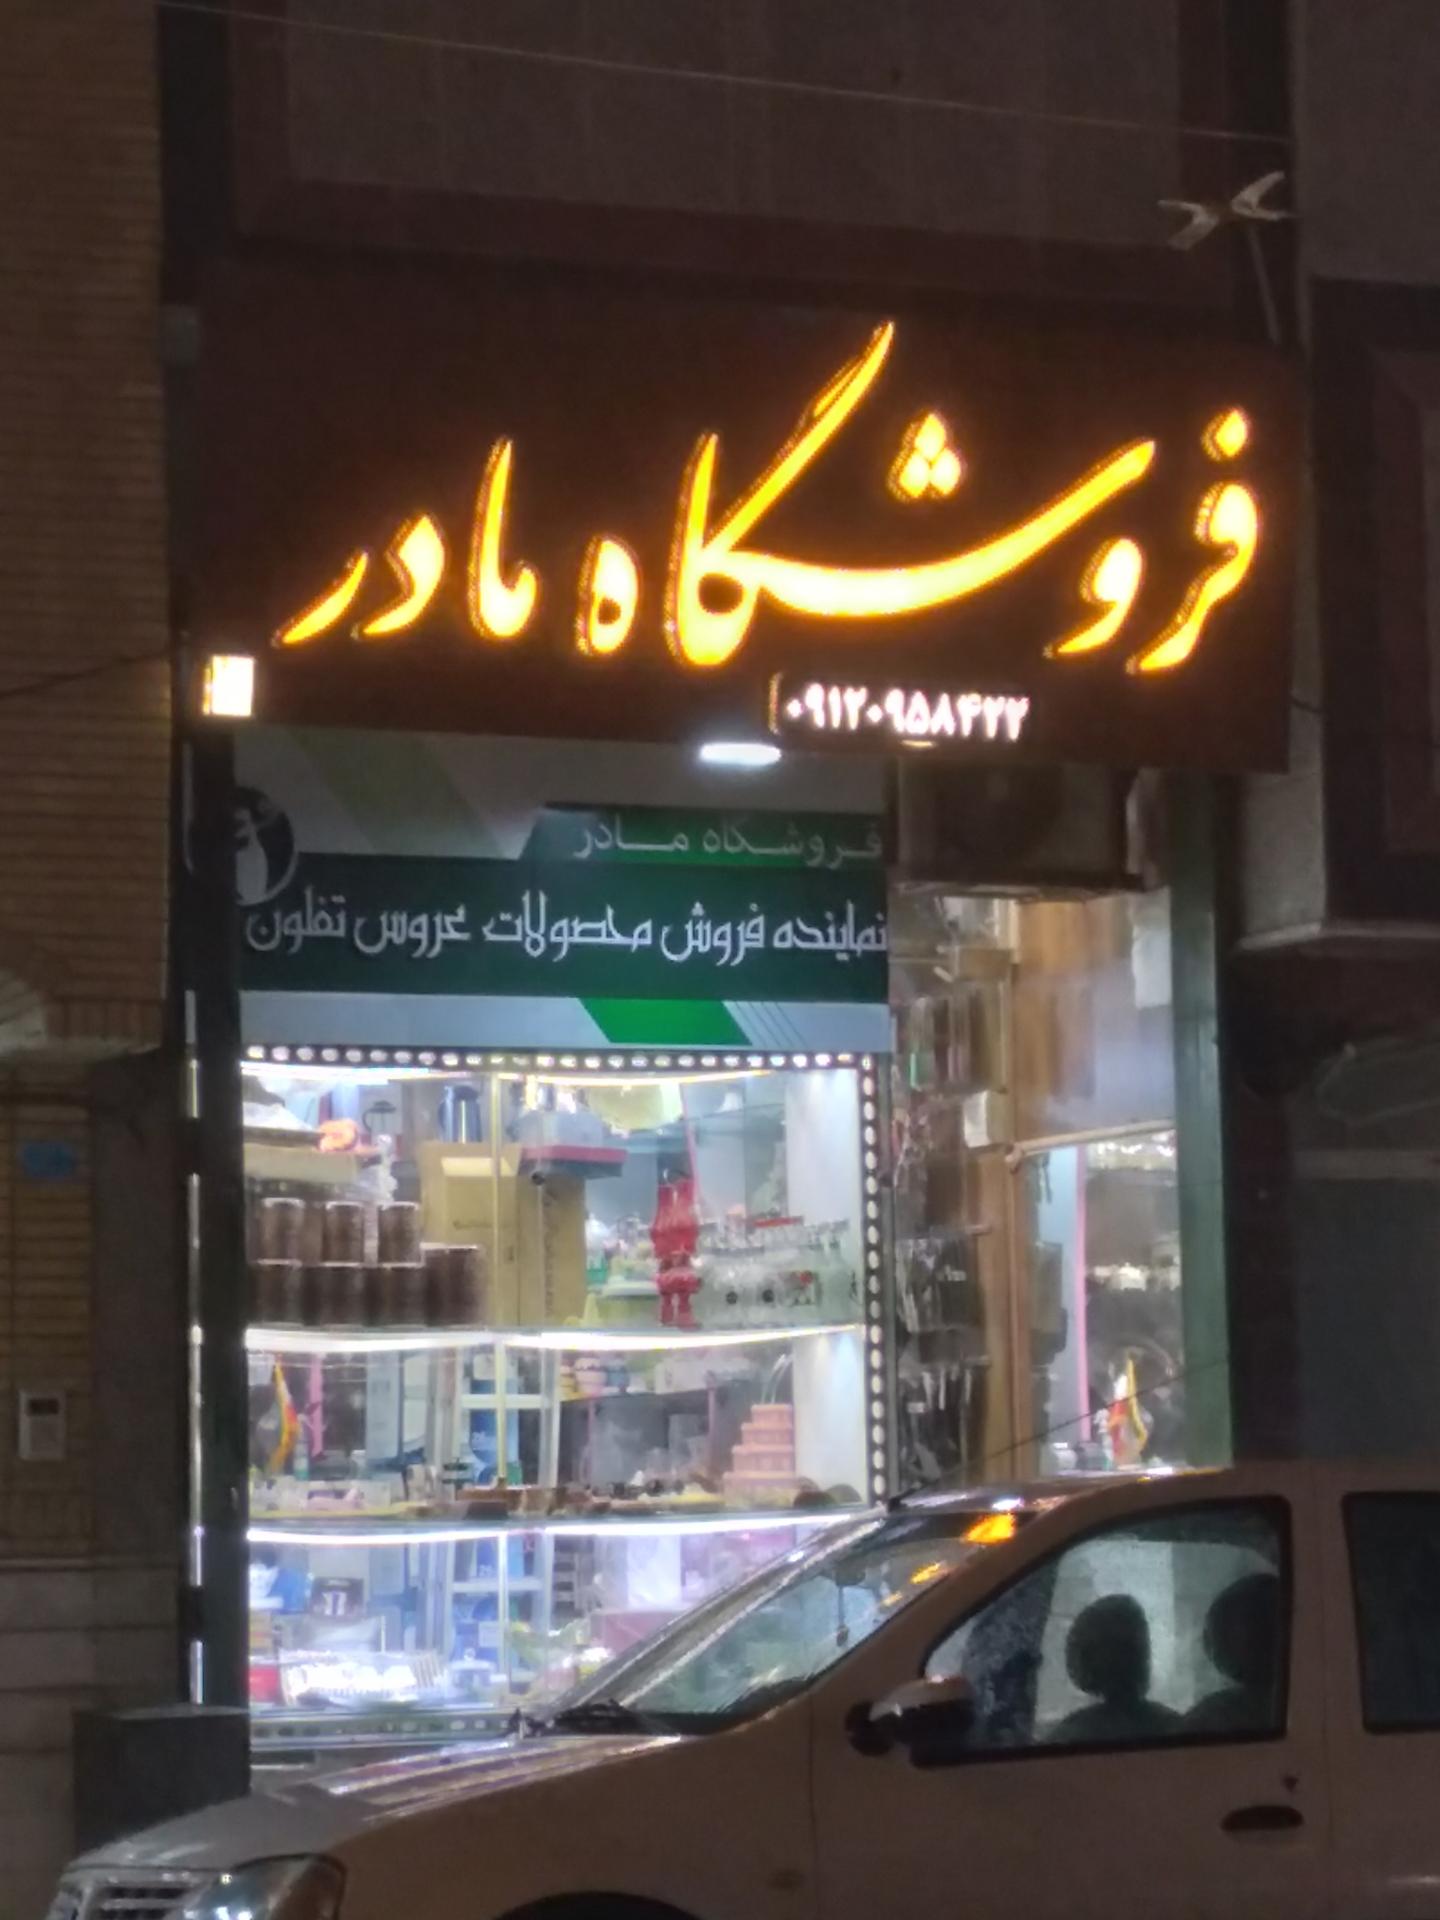 فروشگاه مادر
۰۹۱۲۰۹۵۸۴۲۲
فروشگاه مادر
نماینده فروش محصولات عروس تفلون